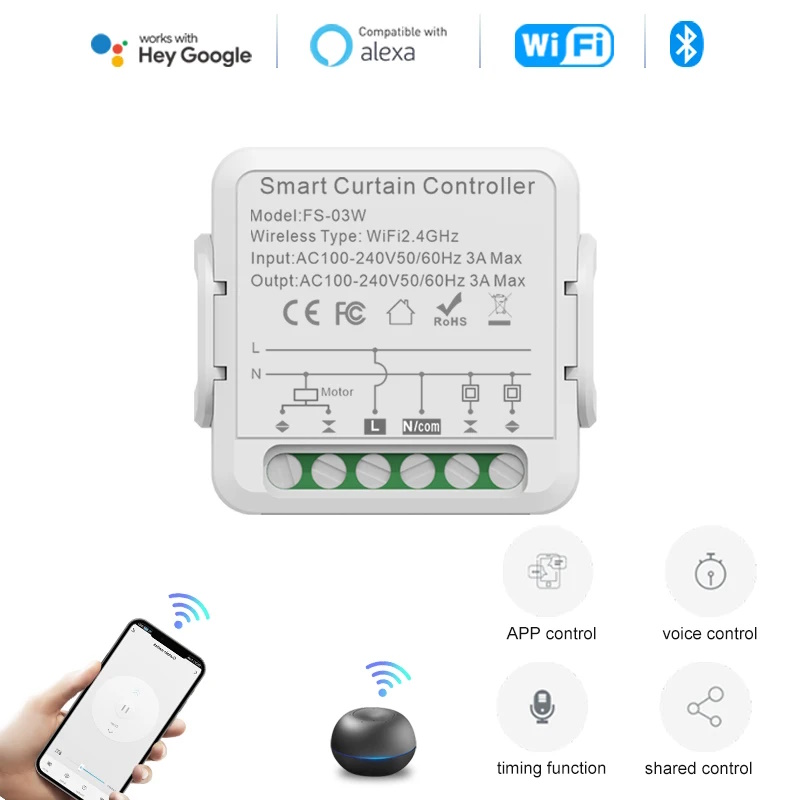 works with
Hey Google
Compatible with
alexa
WiFi
Smart Curtain Controller
Model:FS-03W
Wireless Type: WiFi2.4GHz
Input:AC100-240V50/60Hz 3A Max
Outpt:AC100-240V50/60Hz 3A Max
CE FC RoHS
L
N
Motor
L N/com
APP control
voice control
timing function
shared control